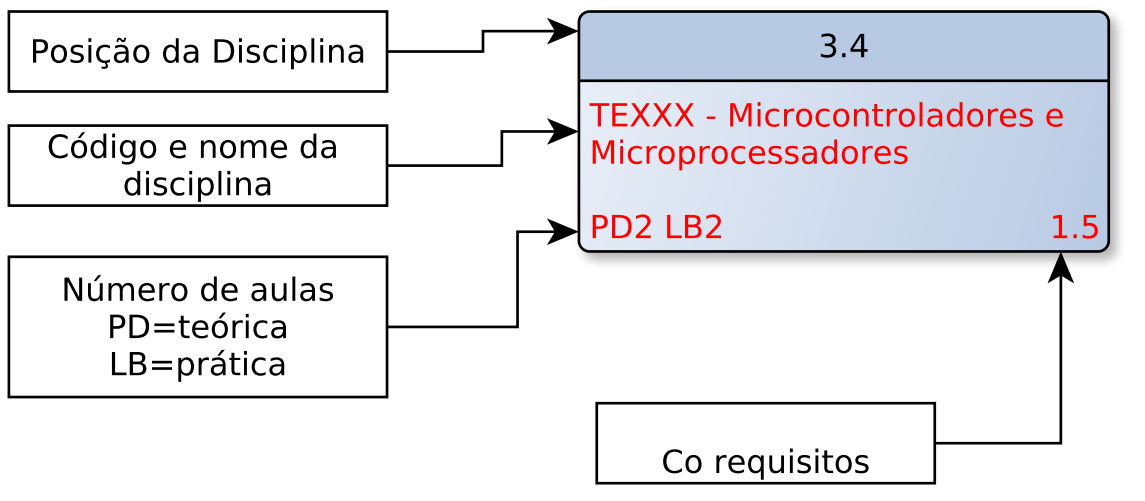 Posição da Disciplina
3.4
Código e nome da
disciplina
TEXXX - Microcontroladores e
Microprocessadores
PD2 LB2
1.5
Número de aulas
PD=teórica
LB=prática
Co requisitos